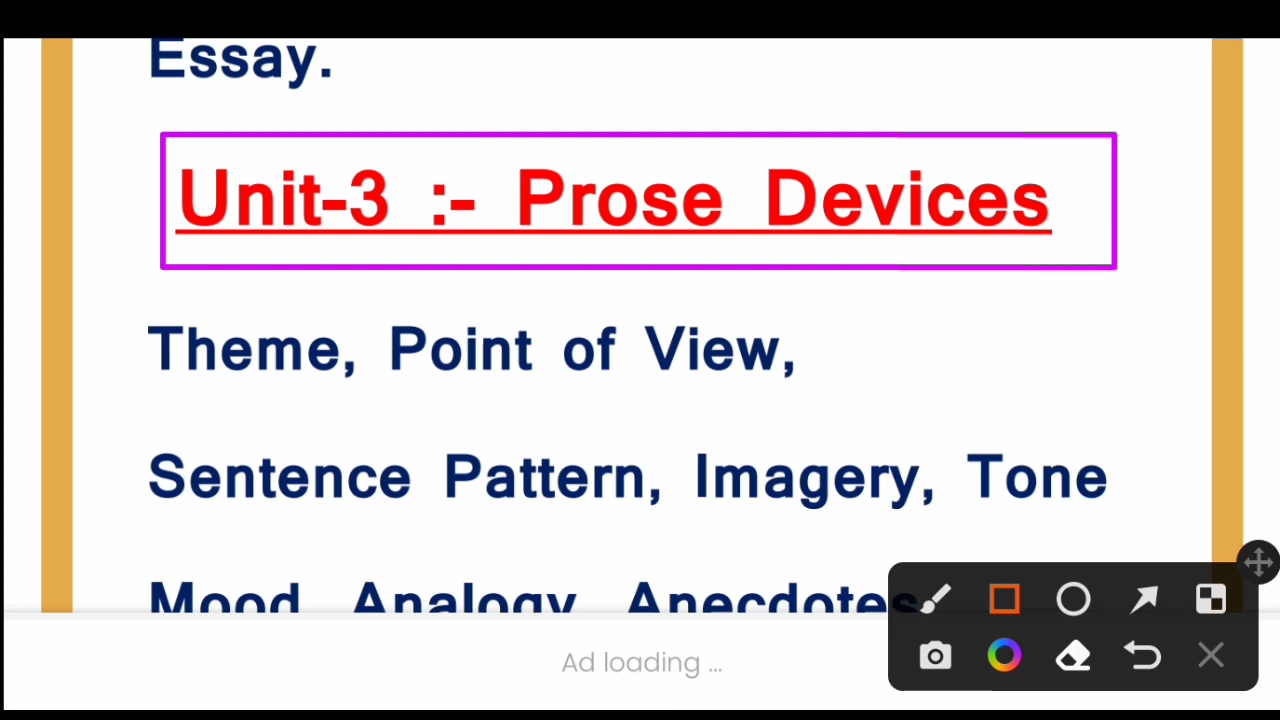 Essay.
Unit-3 :- Prose Devices
Theme, Point of View,
Sentence Pattern, Imagery, Tone
Mood Analogy Anecdotes
Ad loading ...